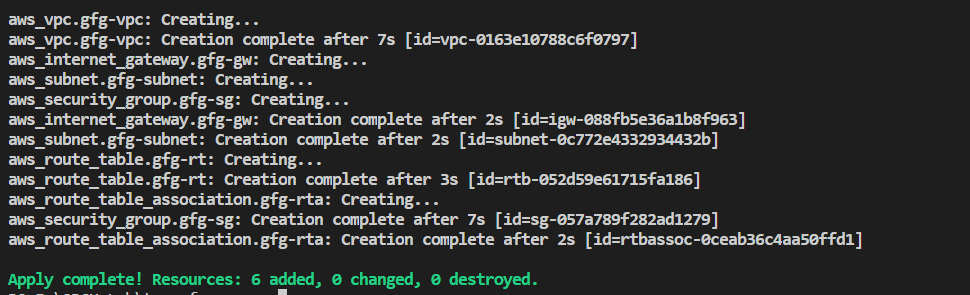 aws_vpc.gfg-vpc: Creating...
aws_vpc.gfg-vpc: Creation complete after 7s [id=vpc-0163e10788c6f0797]
aws_internet_gateway.gfg-gw: Creating...
aws_subnet.gfg-subnet: Creating...
aws_security_group.gfg-sg: Creating...
aws_internet_gateway.gfg-gw: Creation complete after 2s [id=igw-088fb5e36a1b8f963]
aws_subnet.gfg-subnet: Creation complete after 2s [id=subnet-0c772e4332934432b]
aws_route_table.gfg-rt: Creating...
aws_route_table.gfg-rt: Creation complete after 3s [id=rtb-052d59e61715fa186]
aws_route_table_association.gfg-rta: Creating...
aws_security_group.gfg-sg: Creation complete after 7s [id=sg-057a789f282ad1279]
aws_route_table_association.gfg-rta: Creation complete after 2s [id=rtbassoc-0ceab36c4aa50ffd1]
Apply complete! Resources: 6 added, 0 changed, 0 destroyed.